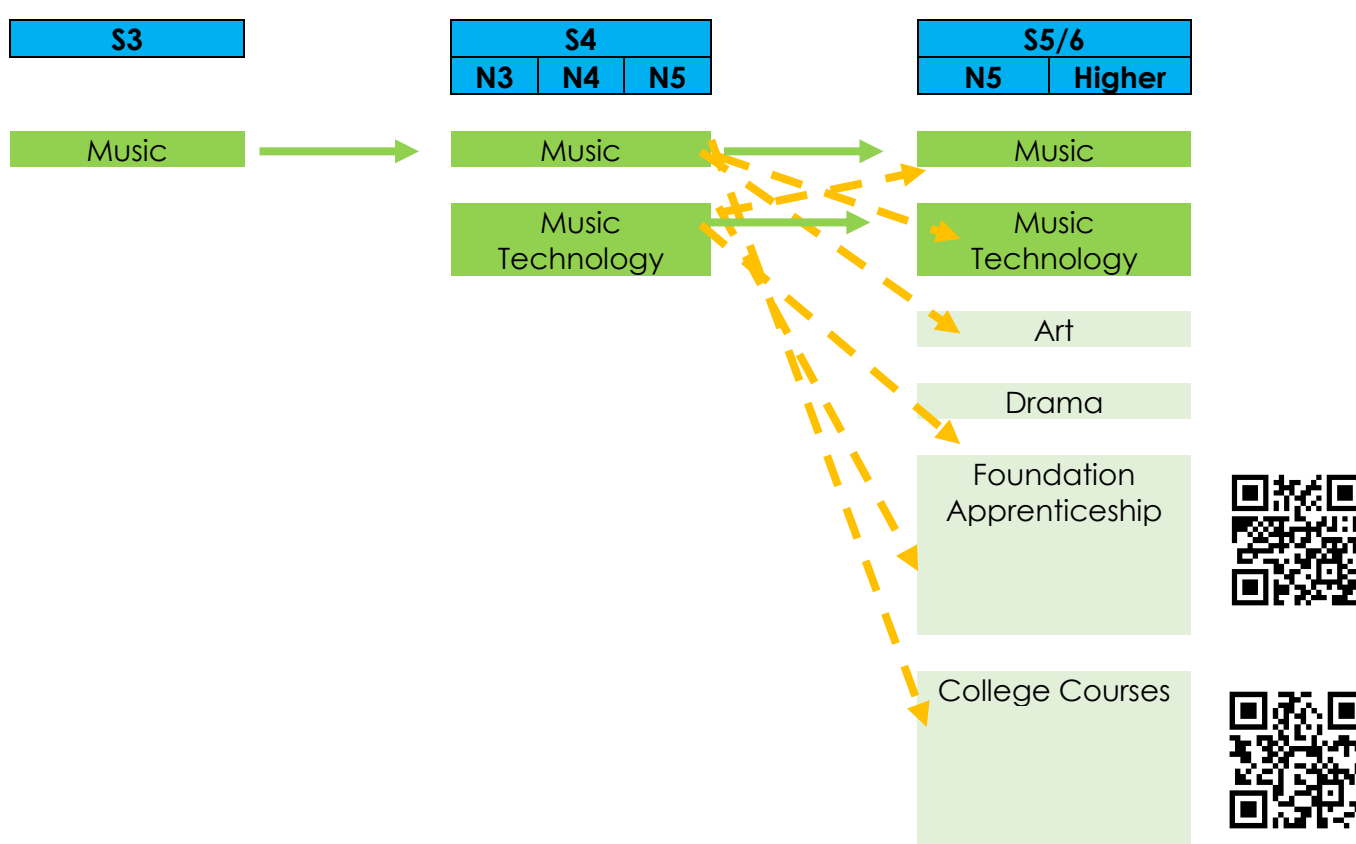 S3
S4
S5/6
N3
N4
N5
N5
Higher
Music
Music
Music
Music
Technology
Music
Technology
Art
Drama
Foundation
Apprenticeship
College Courses